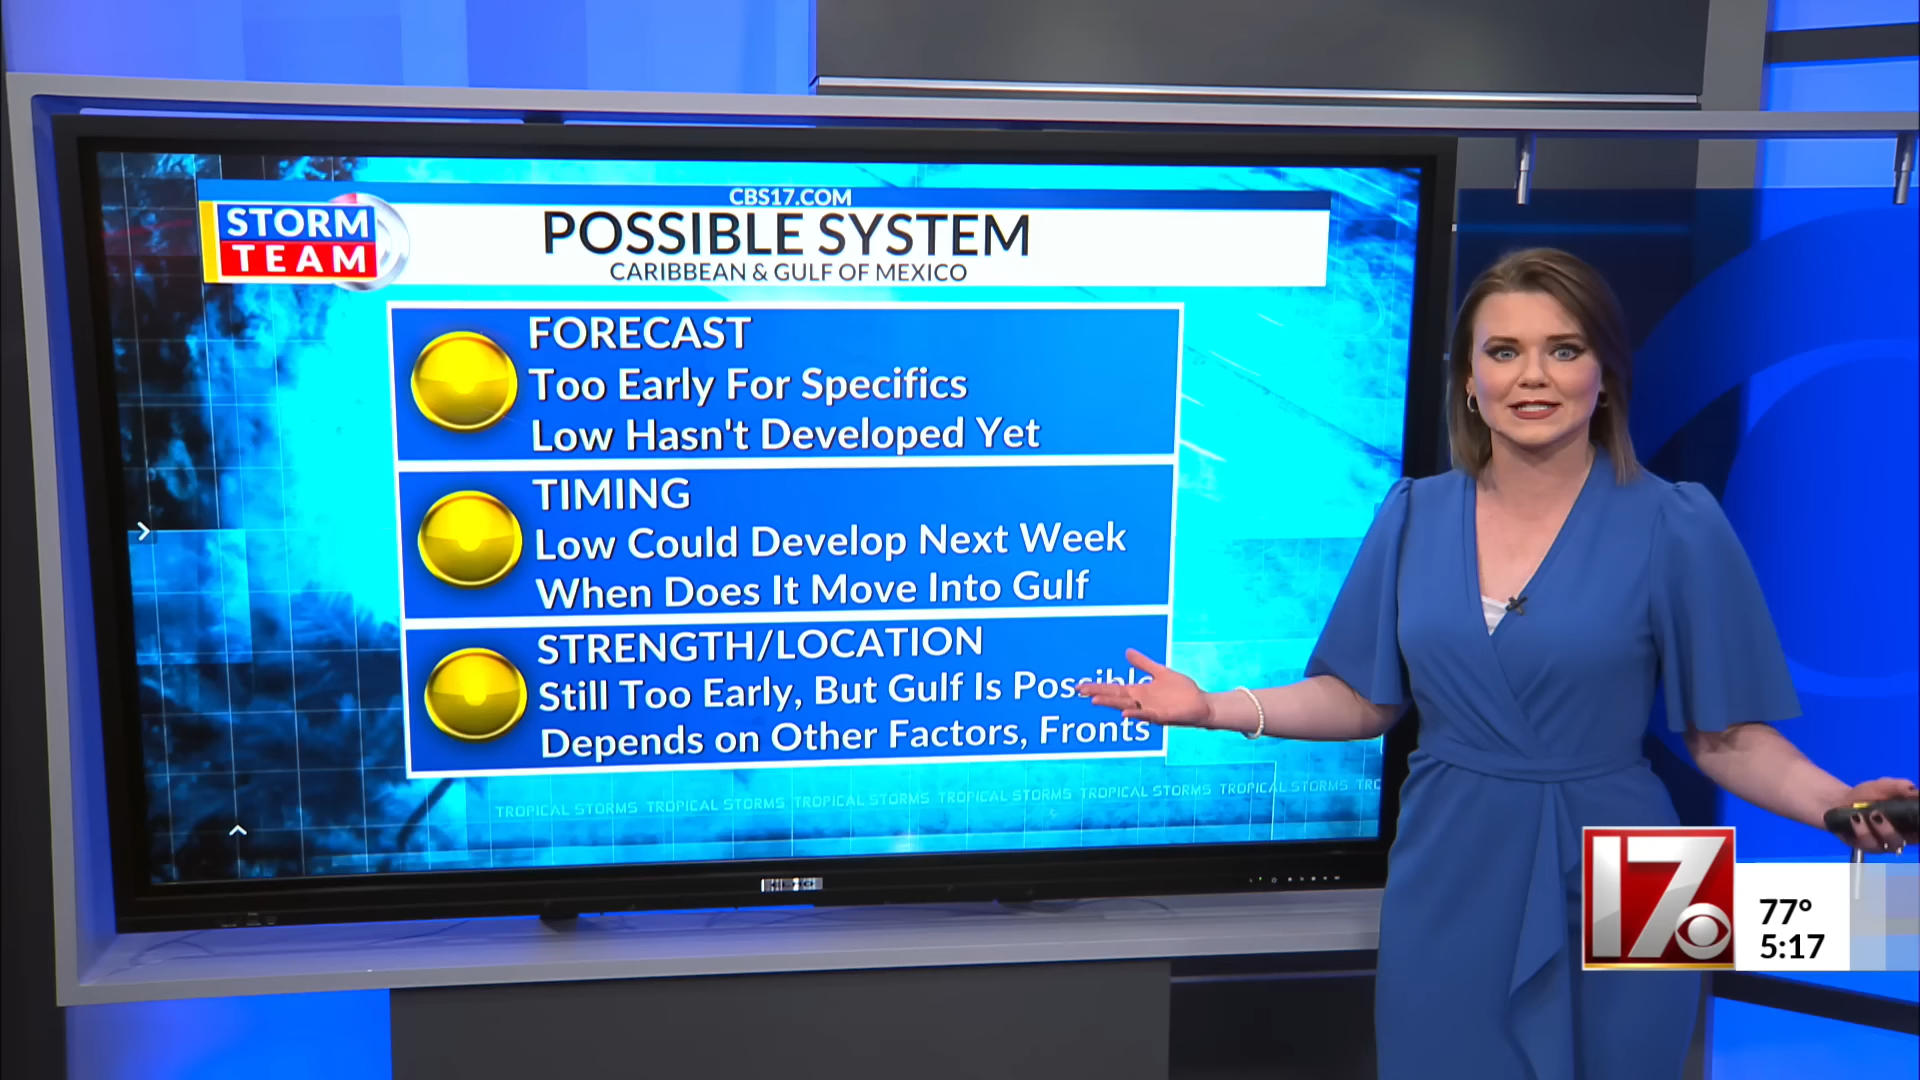 CBS17.COM
STORM
TEAM
POSSIBLE SYSTEM
CARIBBEAN & GULF OF MEXICO
FORECAST
Too Early For Specifics
Low Hasn't Developed Yet
TIMING
Low Could Develop Next Week
When Does It Move Into Gulf
STRENGTH/LOCATION
Still Too Early, But Gulf Is Possible
Depends on Other Factors, Fronts
TROPICAL STORMS TROPICAL STORMS TROPICAL STORMS TROPICAL STORMS TROPICAL STORMS TROPICAL STORMS TRO
17
77°
5:17